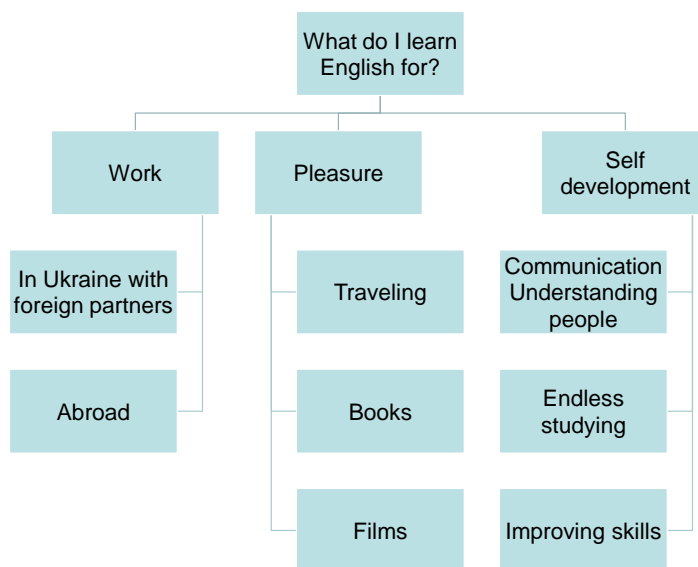 What do I learn
English for?
Work
Pleasure
Self
development
In Ukraine with
foreign partners
Traveling
Communication
Understanding
people
Abroad
Books
Endless
studying
Films
Improving skills